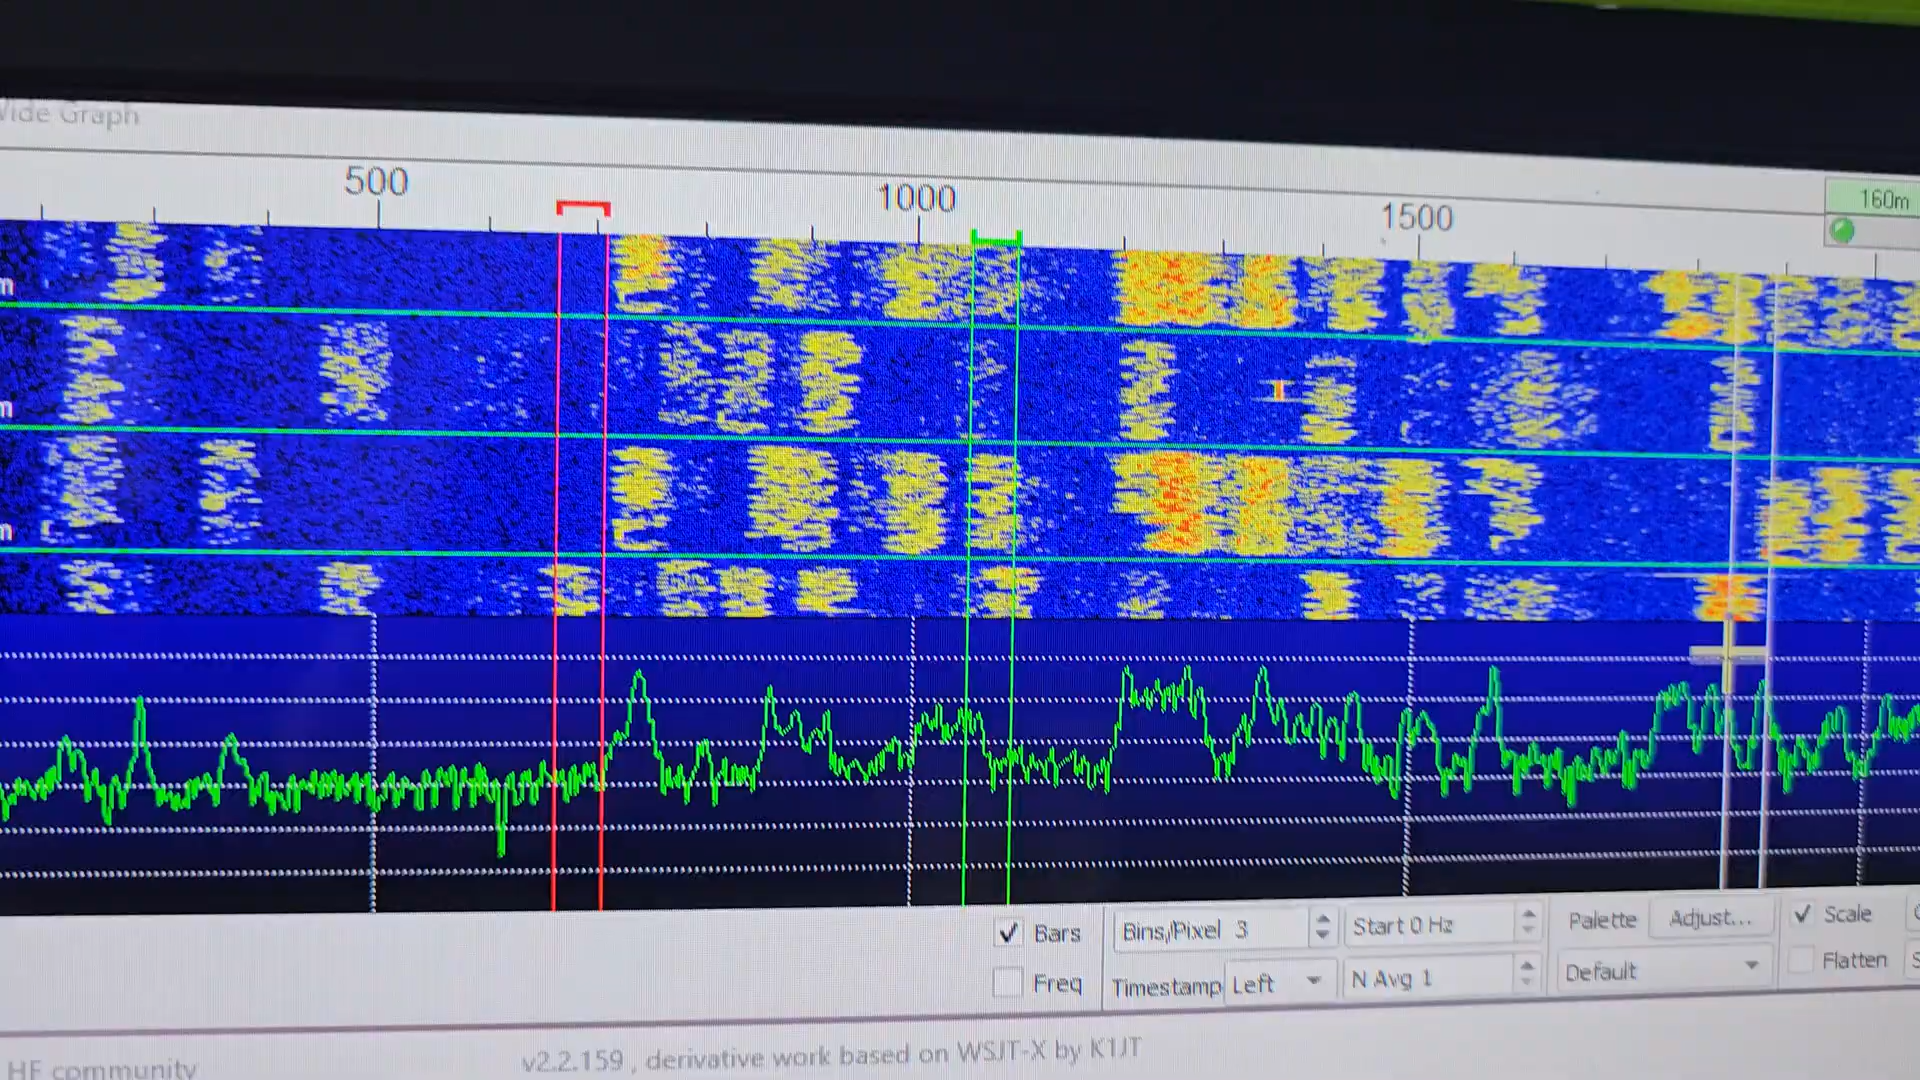 Wide Graph
500
1000
1500
160m
m
m
m
Bars
Bins/Pixel 3
Start 0 Hz
Palette
Adjust...
Scale
Freq
Timestamp
Left
N Avg 1
Default
Flatten
HF community
v2.2.159 , derivative work based on WSJT-X by K1JT